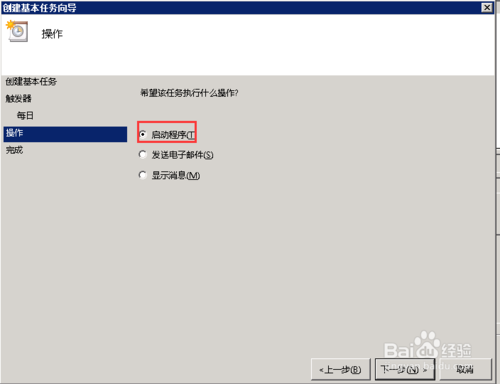 创建基本任务向导
操作
创建基本任务
触发器
每日
操作
完成
希望该任务执行什么操作?
启动程序(T)
发送电子邮件(S)
显示消息(M)
Baidu 经验
<上一步(B)
下一步(N) >
取消